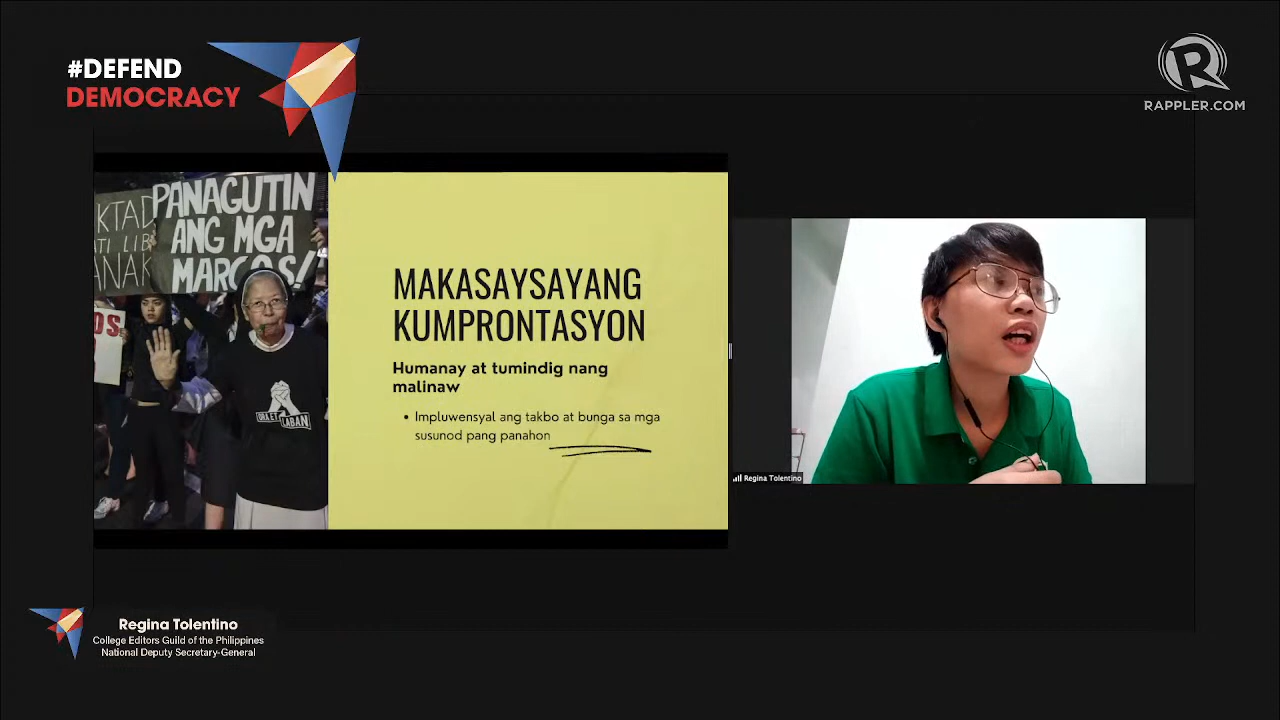 #DEFEND
DEMOCRACY
RAPPLER.COM
PANAGUTIN
ANG MGA
MARCOS!
KTAD
ANAK
LABAN
MAKASAYSAYANG
KUMPRONTASYON
Humanay at tumindig nang
malinaw
• Impluwensyal ang takbo at bunga sa mga
susunod pang panahon
Regina Tolentino
Regina Tolentino
College Editors Guild of the Philippines
National Deputy Secretary-General